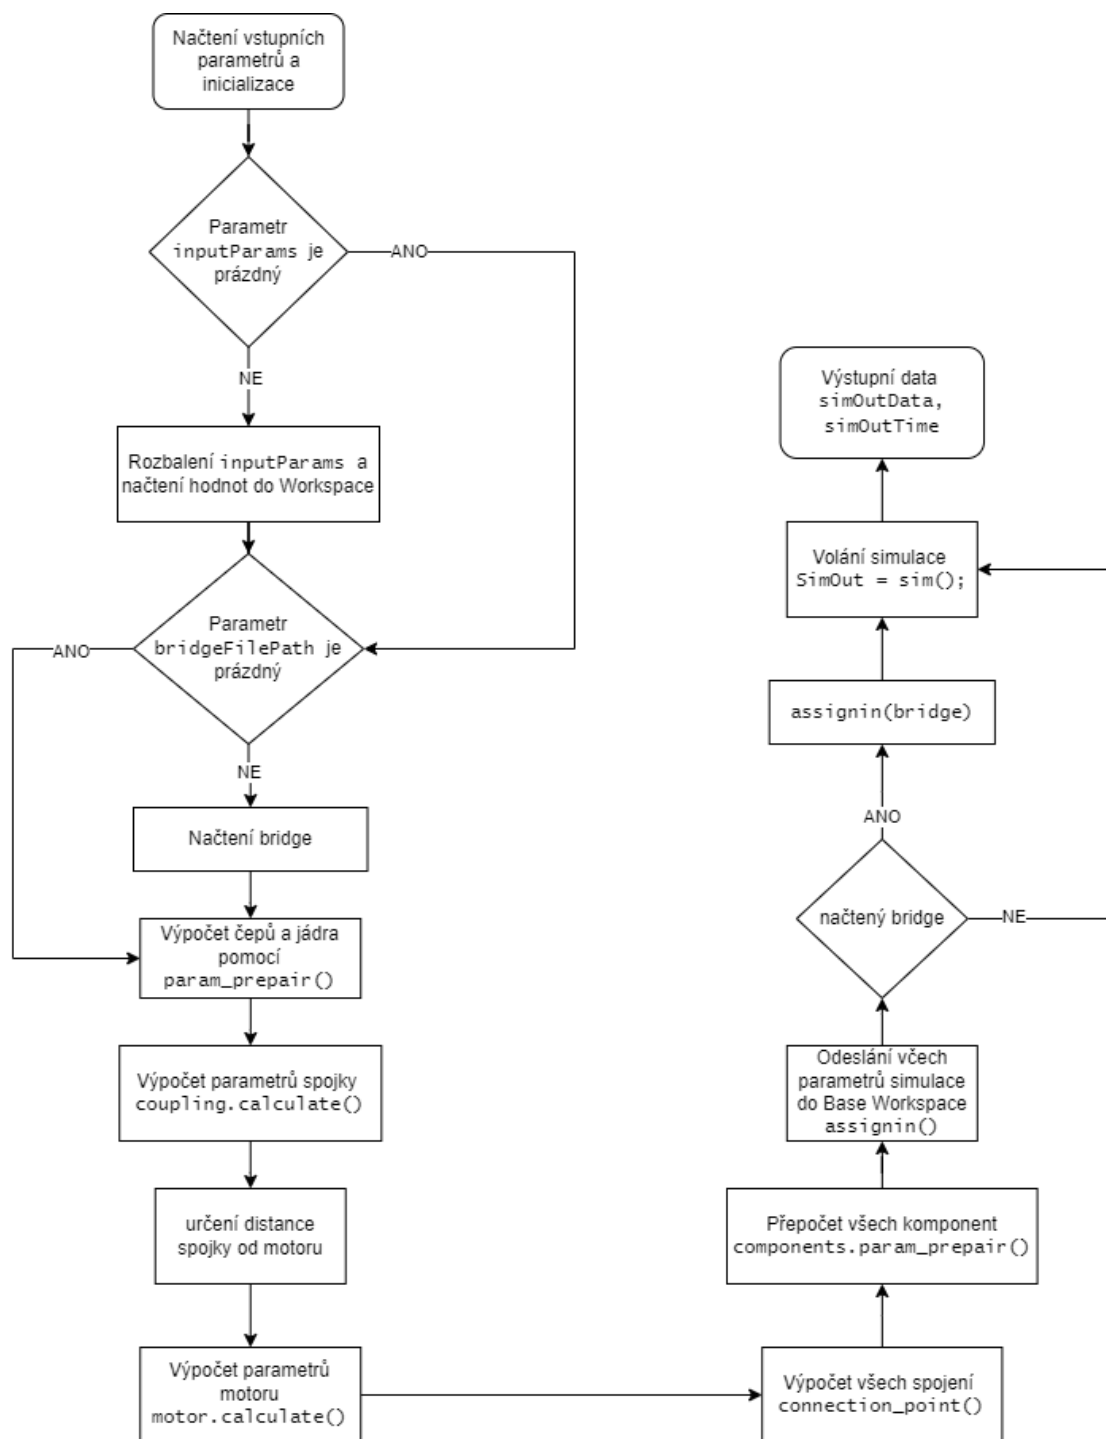 Načtení vstupních
parametrů a
inicializace
Parametr
inputParams je
prázdný
ANO
NE
Rozbalení inputParams a
načtení hodnot do Workspace
Parametr
bridgeFilePath je
prázdný
ANO
NE
Načtení bridge
Výpočet čepů a jádra
pomocí
param_prepair()
Výpočet parametrů spojky
coupling.calculate()
určení distance
spojky od motoru
Výpočet parametrů
motoru
motor.calculate()
Výpočet všech spojení
connection_point()
Přepočet všech komponent
components.param_prepair()
Odeslání včech
parametrů simulace
do Base Workspace
assignin()
načtený bridge
NE
ANO
assignin(bridge)
Volání simulace
SimOut = sim();
Výstupní data
simOutData,
simOutTime